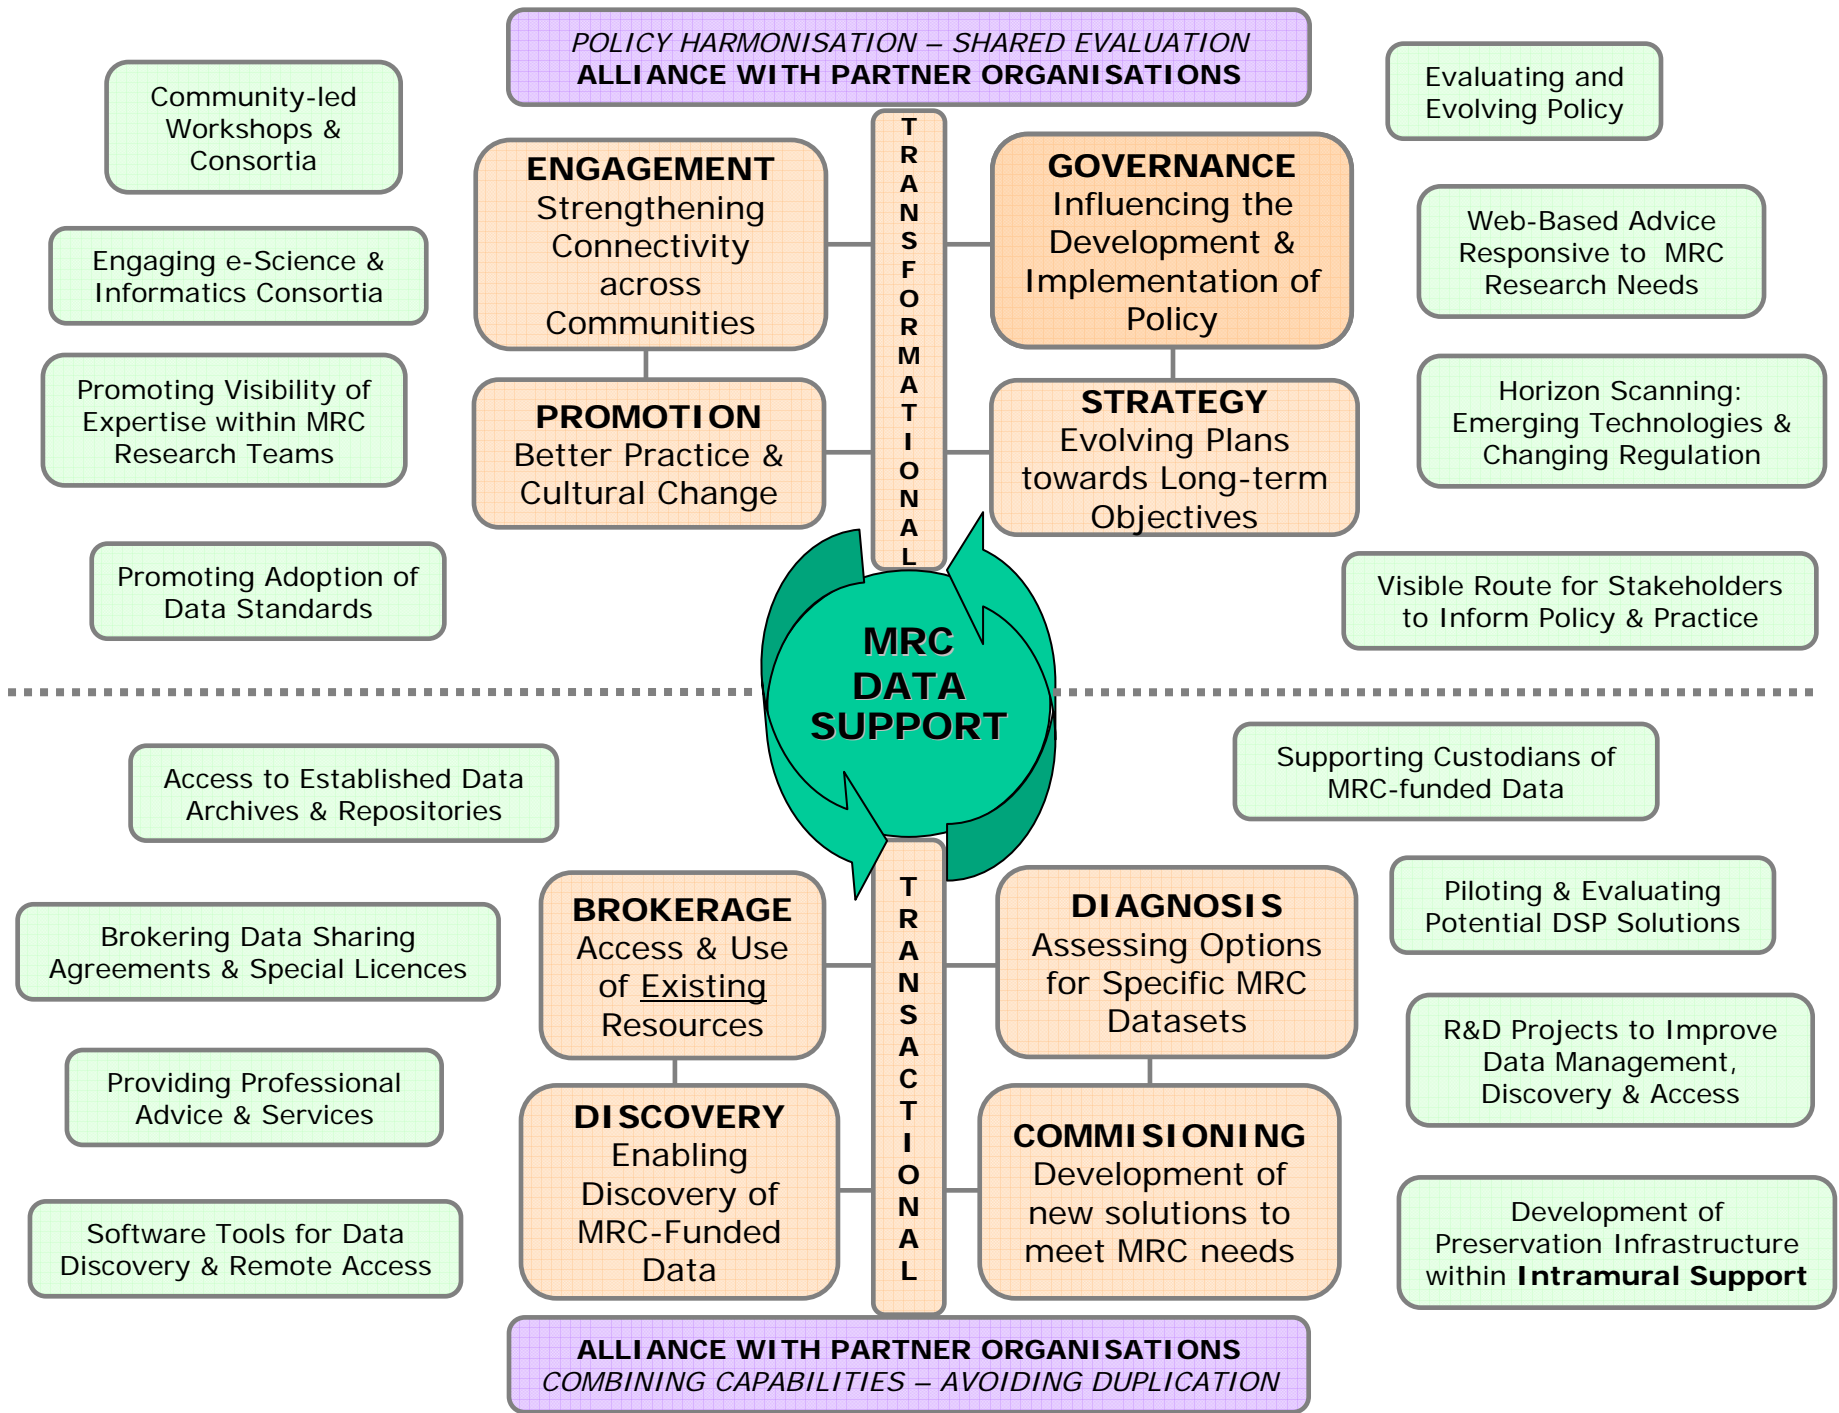 POLICY HARMONISATION – SHARED EVALUATION
ALLIANCE WITH PARTNER ORGANISATIONS
Community-led
Workshops &
Consortia
Engaging e-Science &
Informatics Consortia
Promoting Visibility of
Expertise within MRC
Research Teams
Promoting Adoption of
Data Standards
ENGAGEMENT
Strengthening
Connectivity
across
Communities
PROMOTION
Better Practice &
Cultural Change
TRANSFORMATIONAL
GOVERNANCE
Influencing the
Development &
Implementation of
Policy
STRATEGY
Evolving Plans
towards Long-term
Objectives
Evaluating and
Evolving Policy
Web-Based Advice
Responsive to MRC
Research Needs
Horizon Scanning:
Emerging Technologies &
Changing Regulation
Visible Route for Stakeholders
to Inform Policy & Practice
MRC
DATA
SUPPORT
Access to Established Data
Archives & Repositories
Brokering Data Sharing
Agreements & Special Licences
Providing Professional
Advice & Services
Software Tools for Data
Discovery & Remote Access
BROKERAGE
Access & Use
of Existing
Resources
DISCOVERY
Enabling
Discovery of
MRC-Funded
Data
TRANSACTIONAL
DIAGNOSIS
Assessing Options
for Specific MRC
Datasets
COMMISIONING
Development of
new solutions to
meet MRC needs
Supporting Custodians of
MRC-funded Data
Piloting & Evaluating
Potential DSP Solutions
R&D Projects to Improve
Data Management,
Discovery & Access
Development of
Preservation Infrastructure
within Intramural Support
ALLIANCE WITH PARTNER ORGANISATIONS
COMBINING CAPABILITIES – AVOIDING DUPLICATION